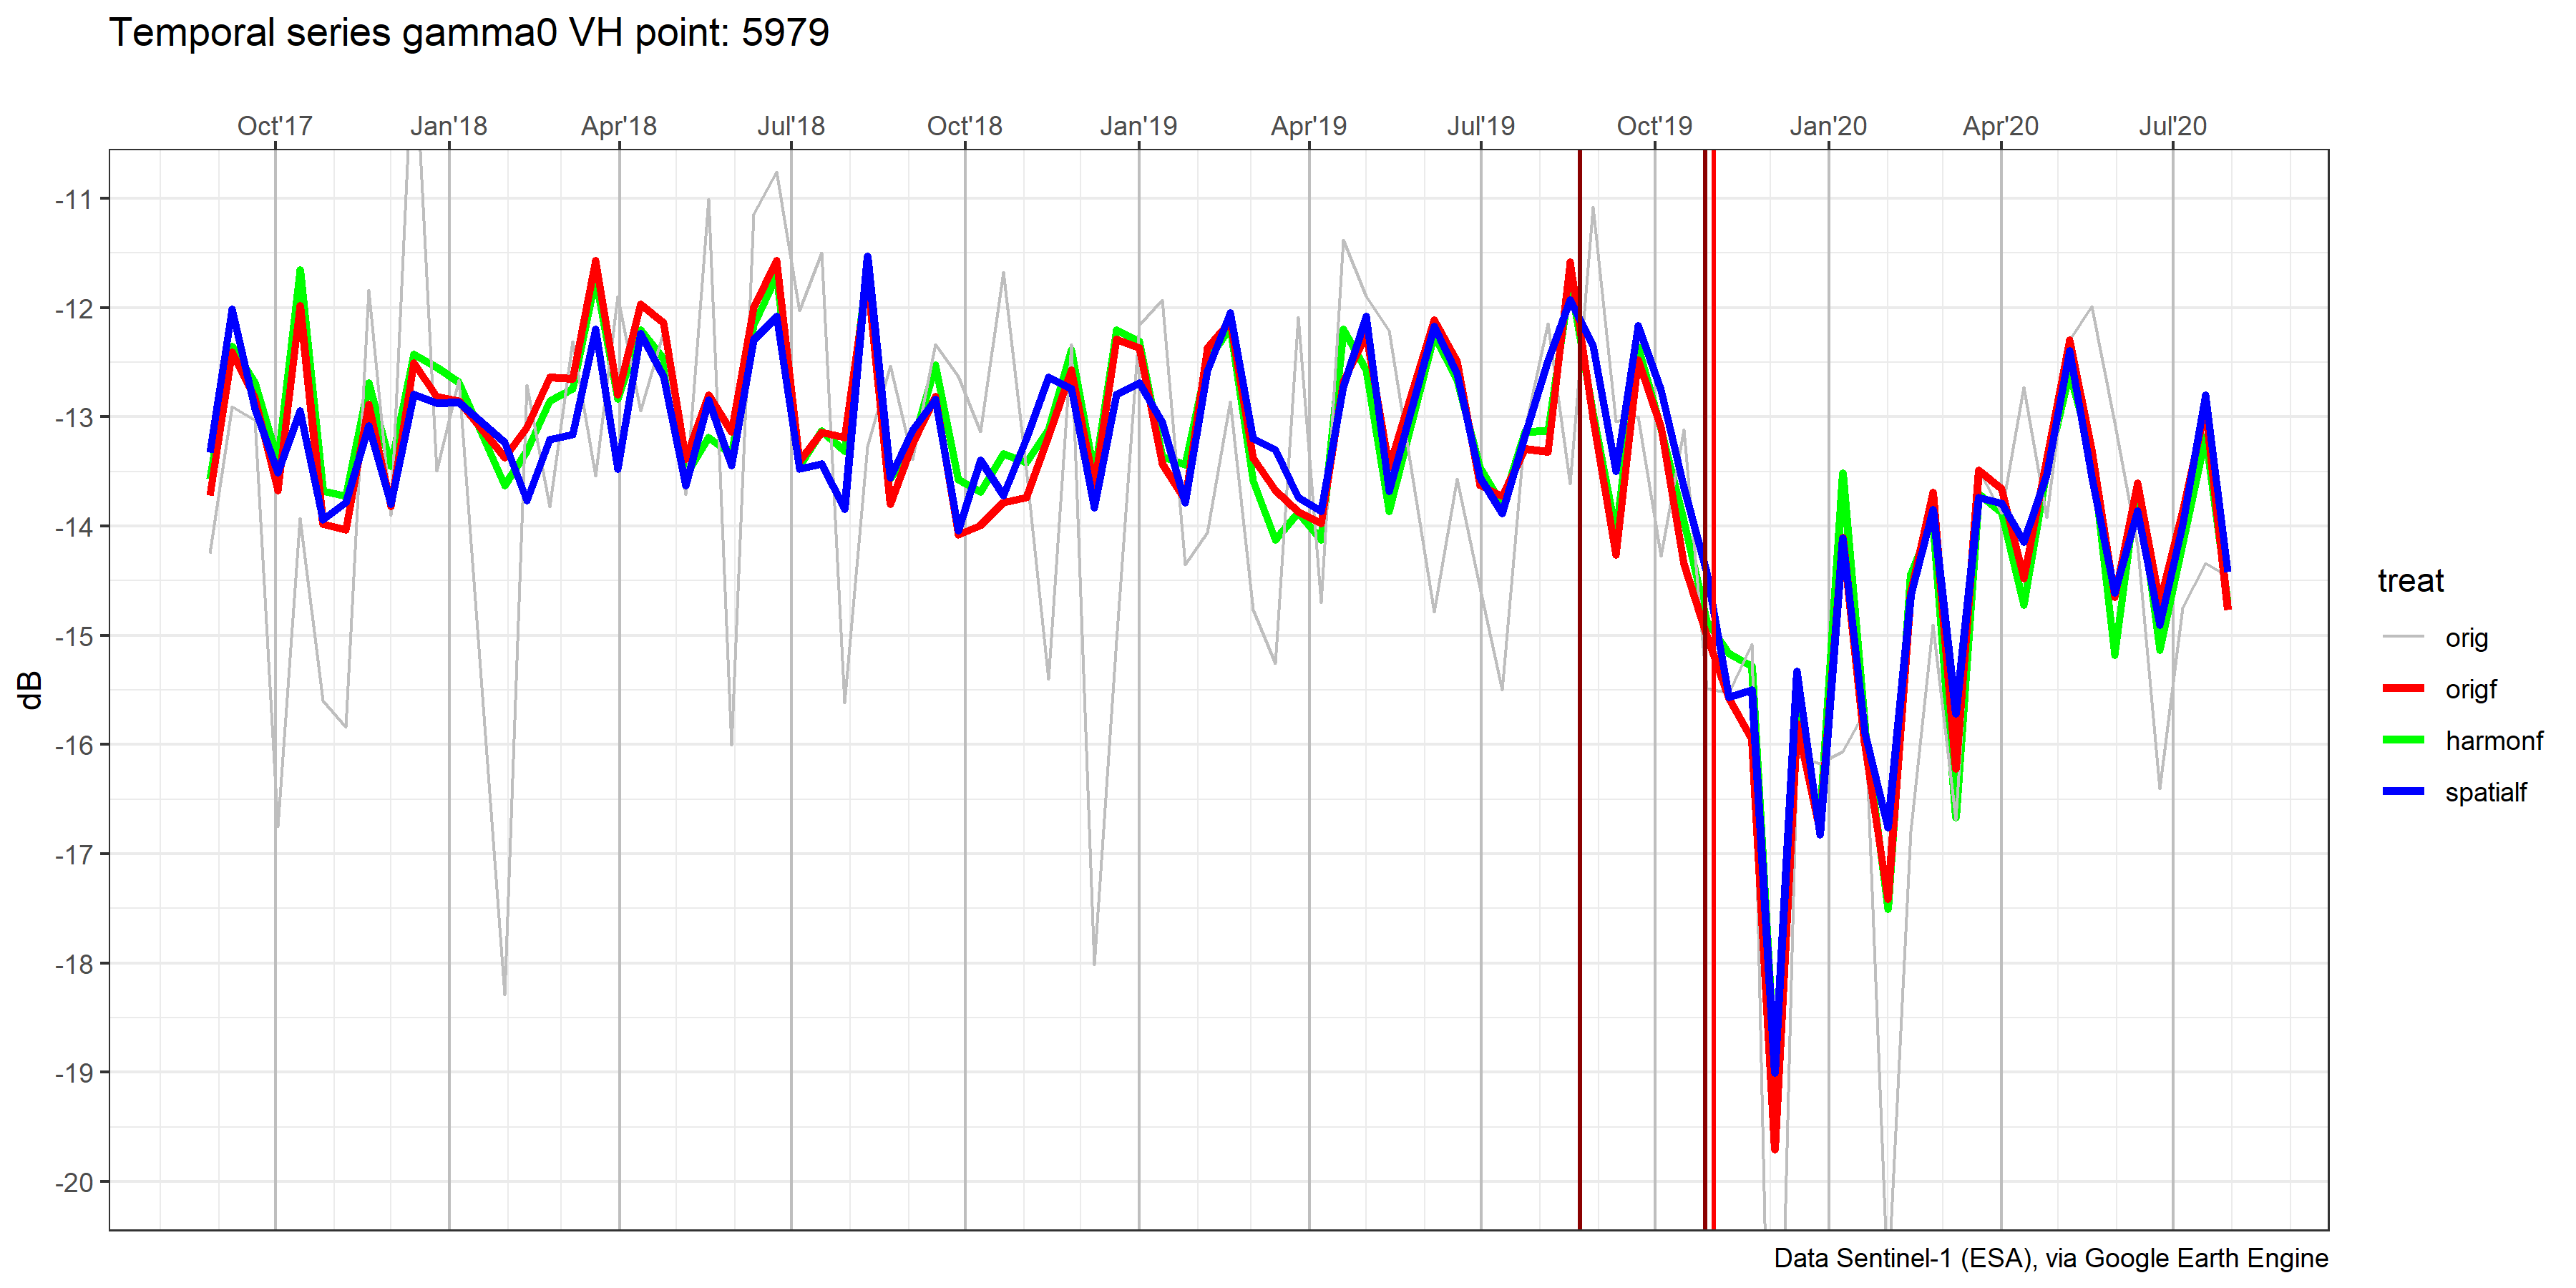 Temporal series gamma0 VH point: 5979
Oct'17 Jan'18 Apr'18 Jul'18 Oct'18 Jan'19 Apr'19 Jul'19 Oct'19 Jan'20 Apr'20 Jul'20
-11
-12
-13
-14
-15
-16
-17
-18
-19
-20
dB
treat
orig
origf
harmonf
spatialf
Data Sentinel-1 (ESA), via Google Earth Engine